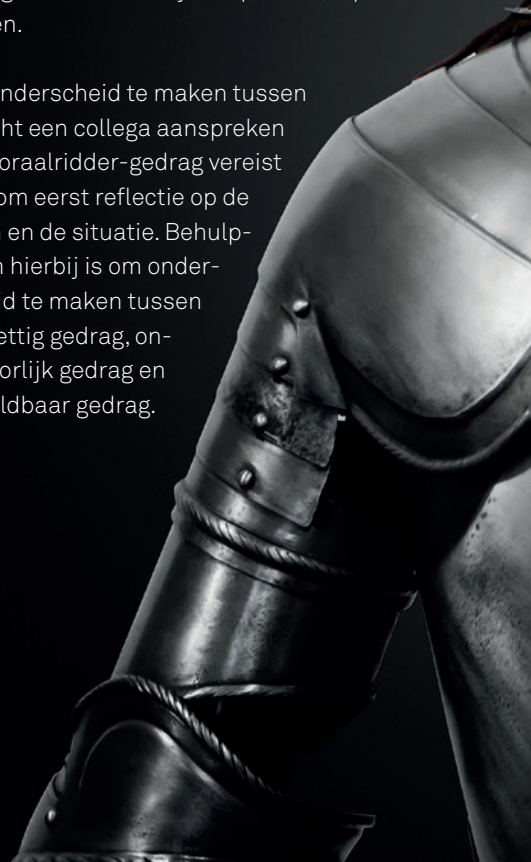 en.
nderscheid te maken tussen
ht een collega aanspreken
oraalridder-gedrag vereist
om eerst reflectie op de
en de situatie. Behulp-
hierbij is om onder-
id te maken tussen
ettig gedrag, on-
orlijk gedrag en
ldbaar gedrag.